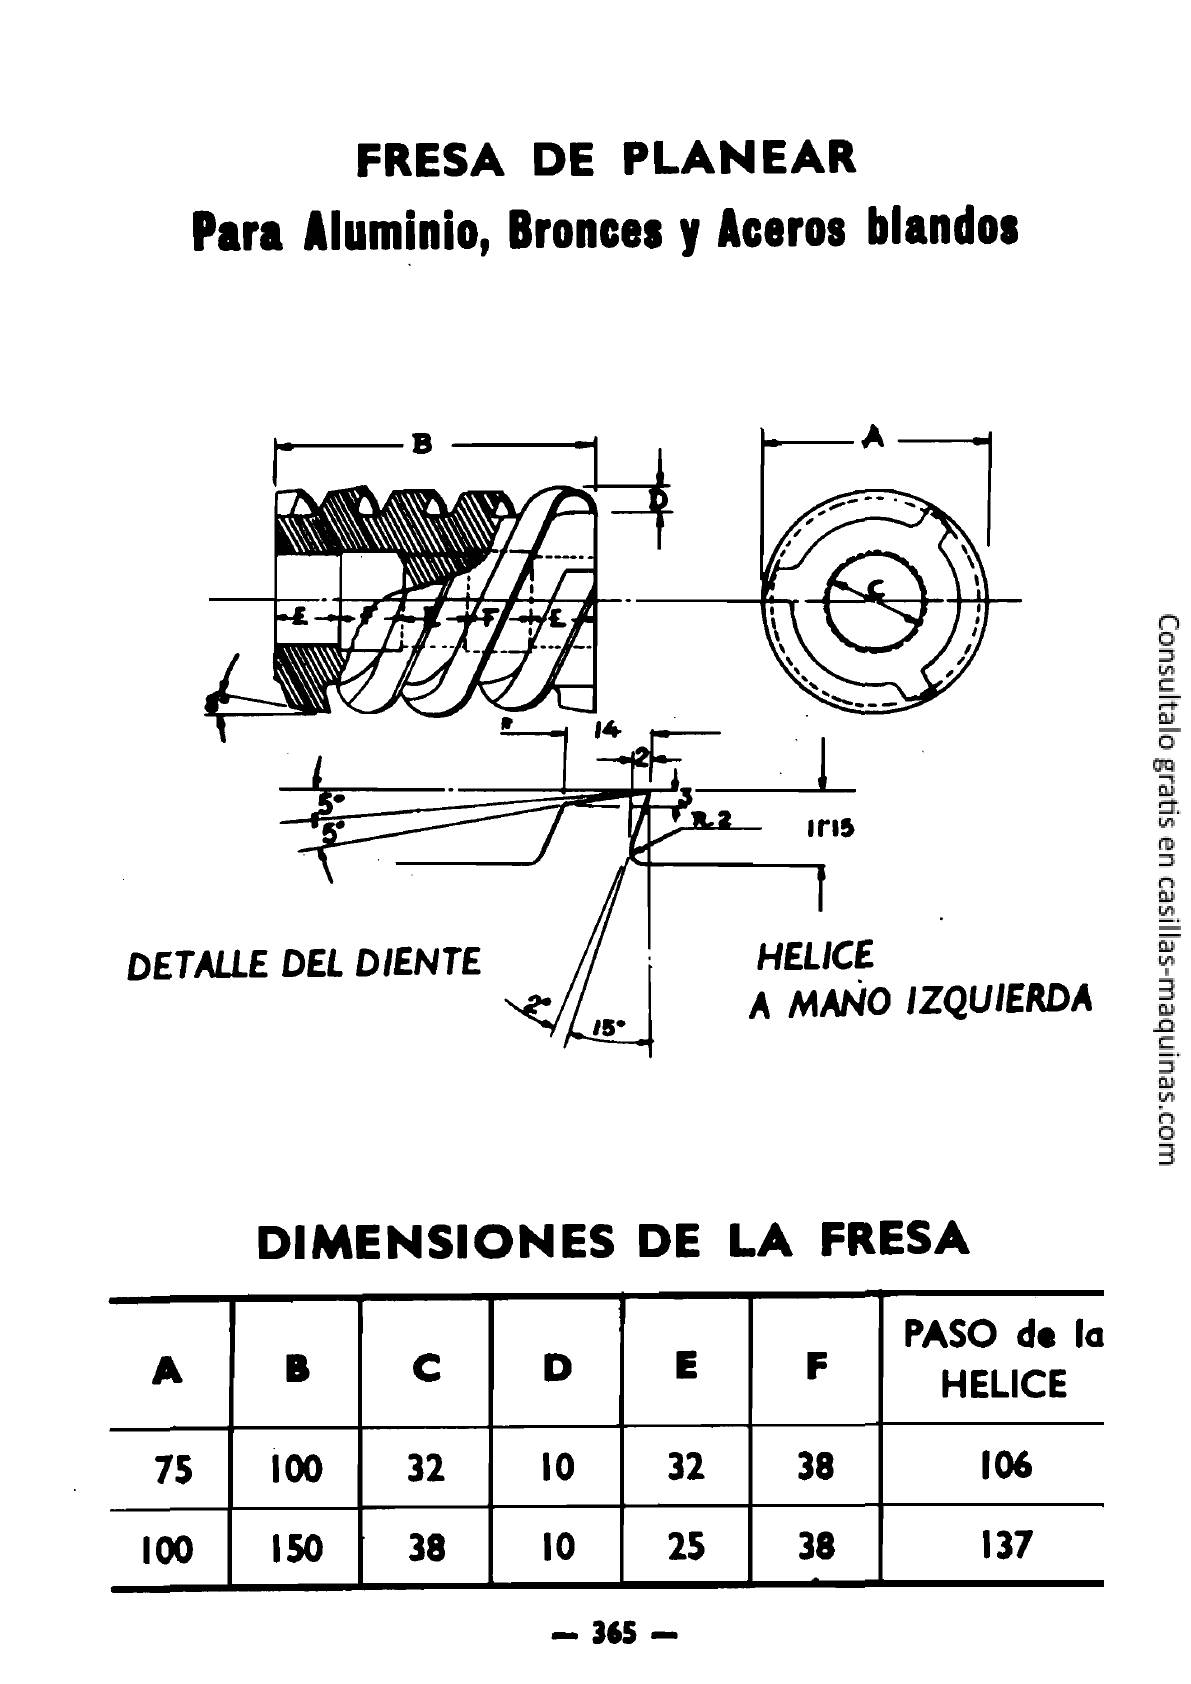 FRESA DE PLANEAR
Para Aluminio, Bronces y Aceros blandos
B
A
D
C
E F E F E
14
2
3
5°
5°
R.2
1r15
DETALLE DEL DIENTE
HELICE
A MANO IZQUIERDA
2°
15°
Consultalo gratis en casillas-maquinas.com
DIMENSIONES DE LA FRESA
A B C D E F PASO de la HELICE
75 100 32 10 32 38 106
100 150 38 10 25 38 137
— 365 —